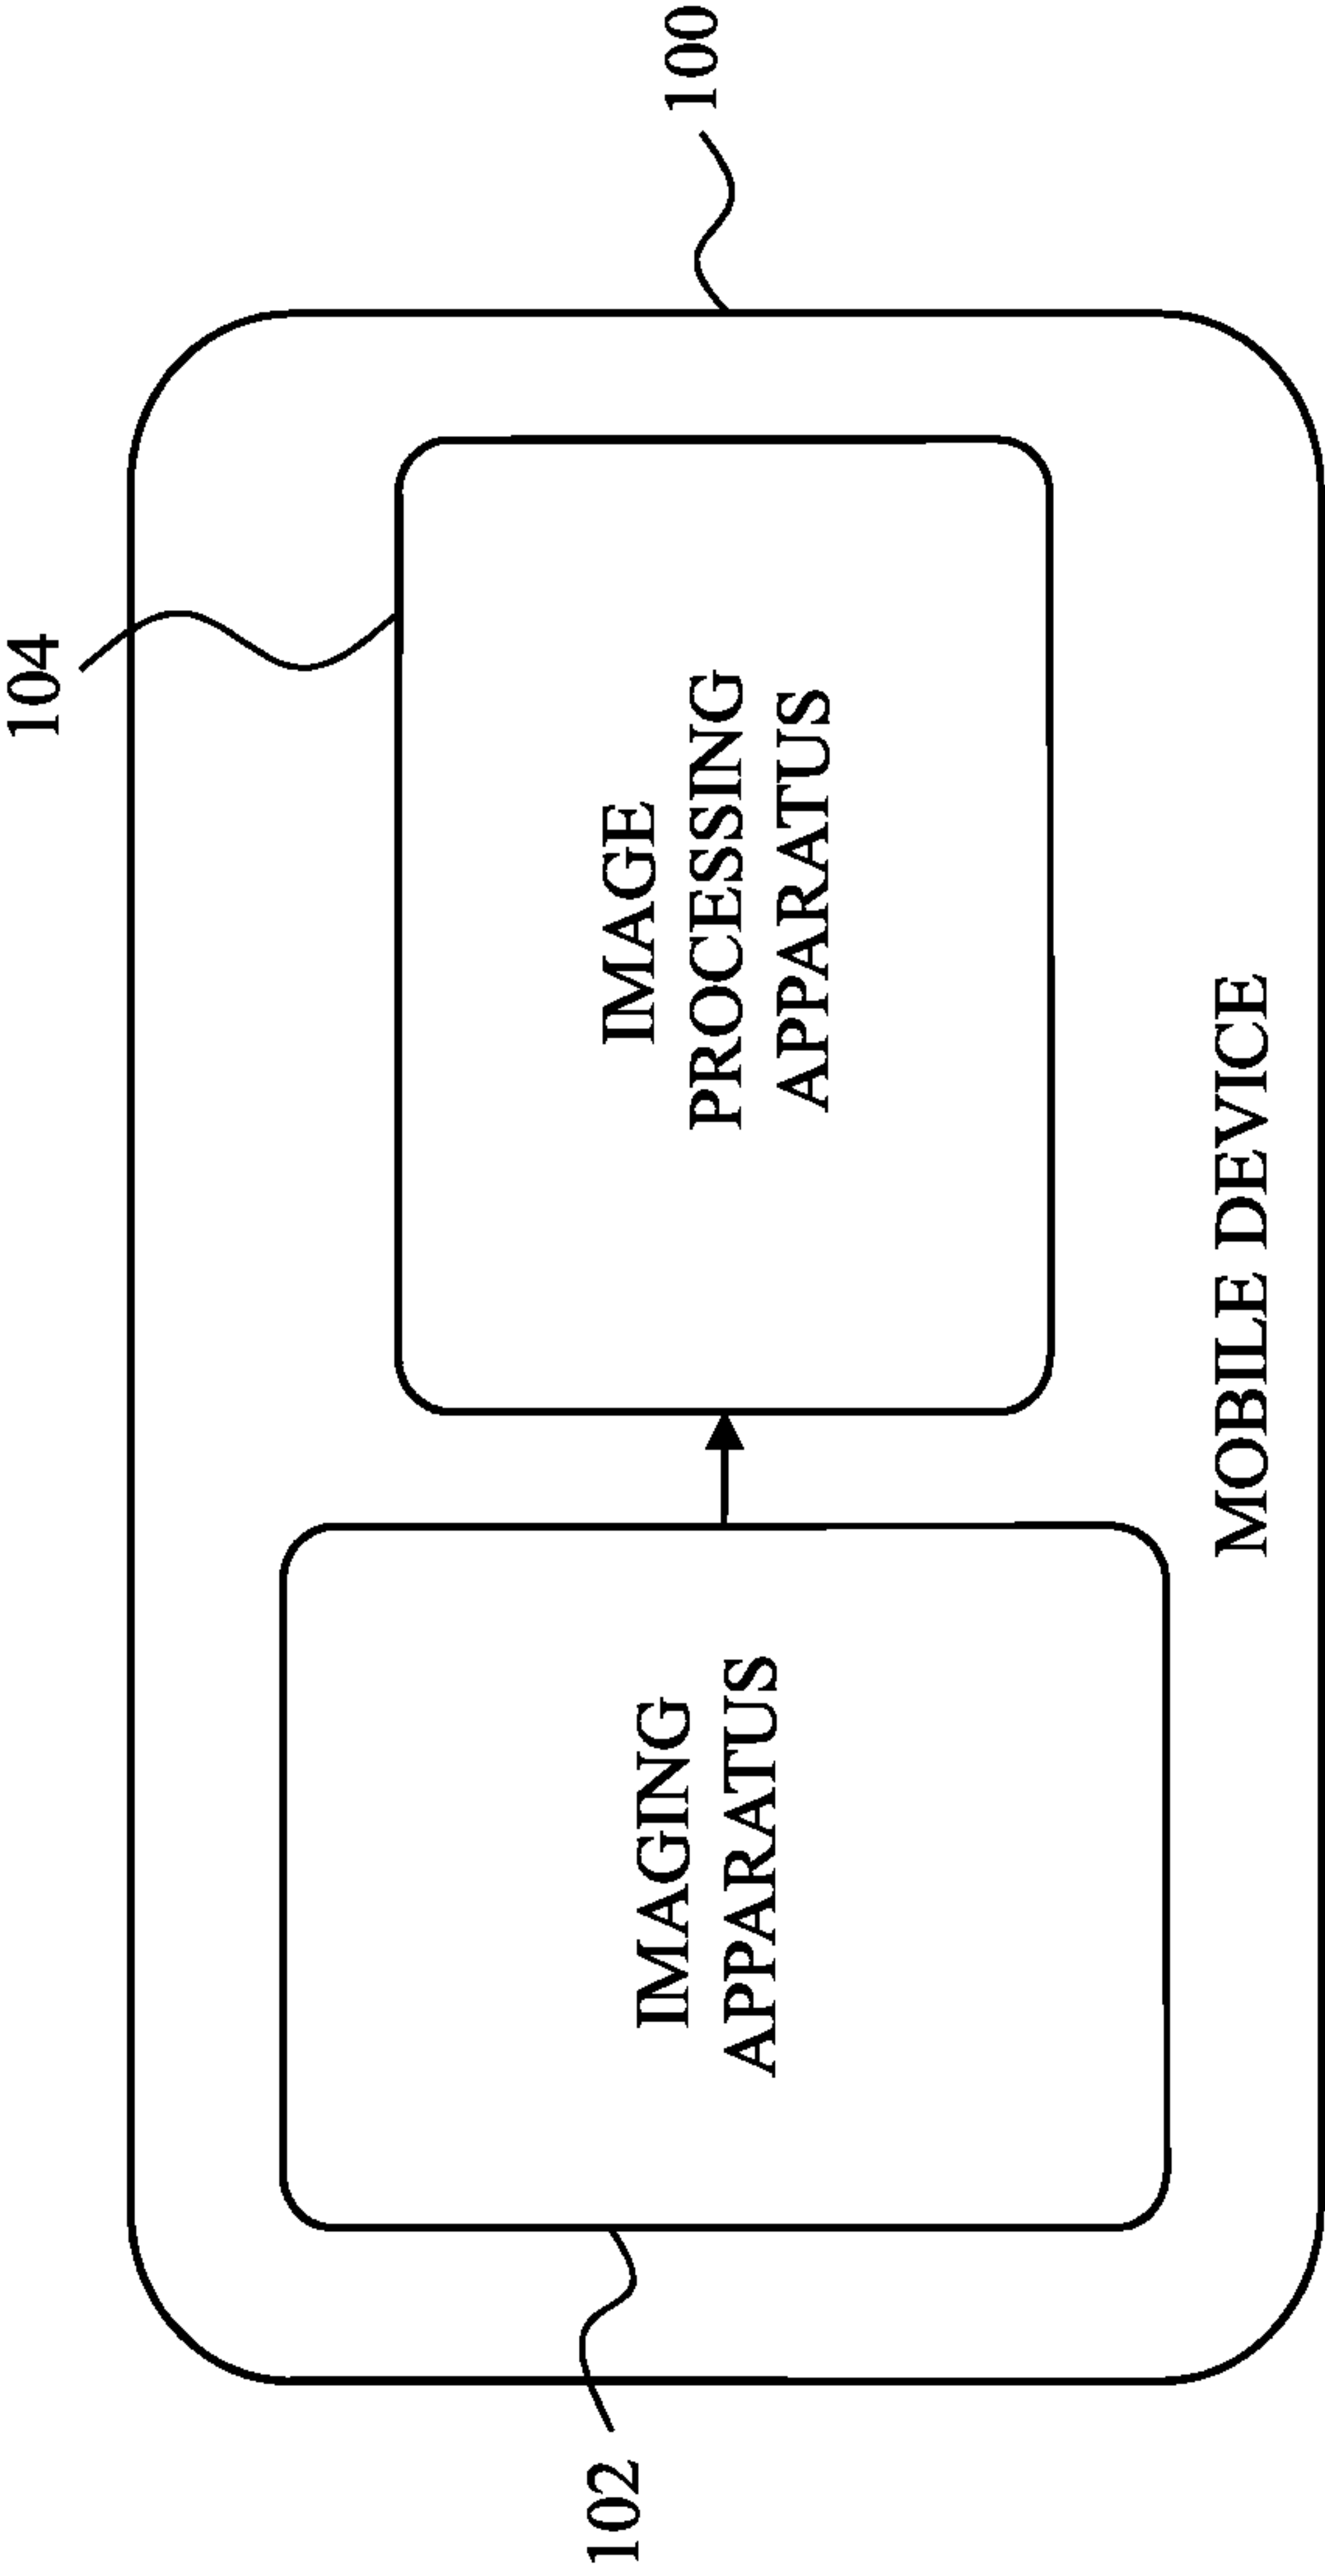 104
100
IMAGING
APPARATUS
IMAGE
PROCESSING
APPARATUS
MOBILE DEVICE
102